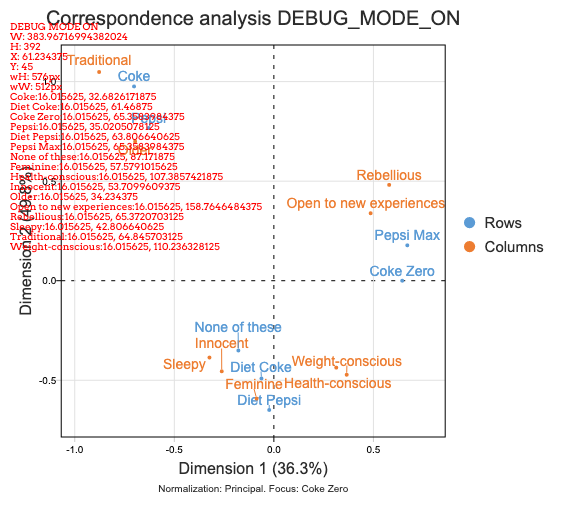 Correspondence analysis DEBUG_MODE_ON
DEBUG MODE ON
W: 383.96716994382024
H: 392
X: 61.234375
Y: 45
wH: 576px
wW: 512px
Coke:16.015625, 32.6826171875
Diet Coke:16.015625, 61.46875
Coke Zero:16.015625, 65.3583984375
Pepsi:16.015625, 35.0205078125
Diet Pepsi:16.015625, 63.806640625
Pepsi Max:16.015625, 65.3583984375
None of these:16.015625, 87.171875
Feminine:16.015625, 57.5791015625
Health-conscious:16.015625, 107.3857421875
Innocent:16.015625, 53.7099609375
Older:16.015625, 34.234375
Open to new experiences:16.015625, 158.7646484375
Rebellious:16.015625, 65.3720703125
Sleepy:16.015625, 42.806640625
Traditional:16.015625, 64.845703125
Weight-conscious:16.015625, 110.236328125
Traditional
Coke
Pepsi
Older
Rebellious
Open to new experiences
Pepsi Max
Coke Zero
None of these
Innocent
Sleepy
Diet Coke
Weight-conscious
Feminine
Health-conscious
Diet Pepsi
Rows
Columns
Dimension 2 (29.8%)
1.0
0.5
0.0
-0.5
-1.0
-0.5
0.0
0.5
Dimension 1 (36.3%)
Normalization: Principal. Focus: Coke Zero